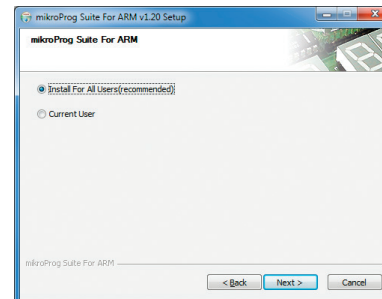 mikroProg Suite For ARM v1.20 Setup
mikroProg Suite For ARM
Install For All Users(recommended)
Current User
mikroProg Suite For ARM
< Back Next > Cancel